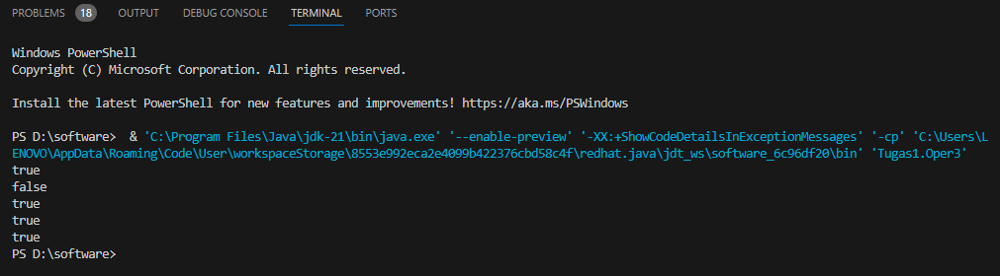 PROBLEMS 18 OUTPUT DEBUG CONSOLE TERMINAL PORTS
Windows PowerShell
Copyright (C) Microsoft Corporation. All rights reserved.
Install the latest PowerShell for new features and improvements! https://aka.ms/PSWindows
PS D:\software>  & 'C:\Program Files\Java\jdk-21\bin\java.exe' '--enable-preview' '-XX:+ShowCodeDetailsInExceptionMessages' '-cp' 'C:\Users\L
ENOVO\AppData\Roaming\Code\User\workspaceStorage\8553e992eca2e4099b422376cbd58c4f\redhat.java\jdt_ws\software_6c96df20\bin' 'Tugas1.Oper3'
true
false
true
true
true
PS D:\software>